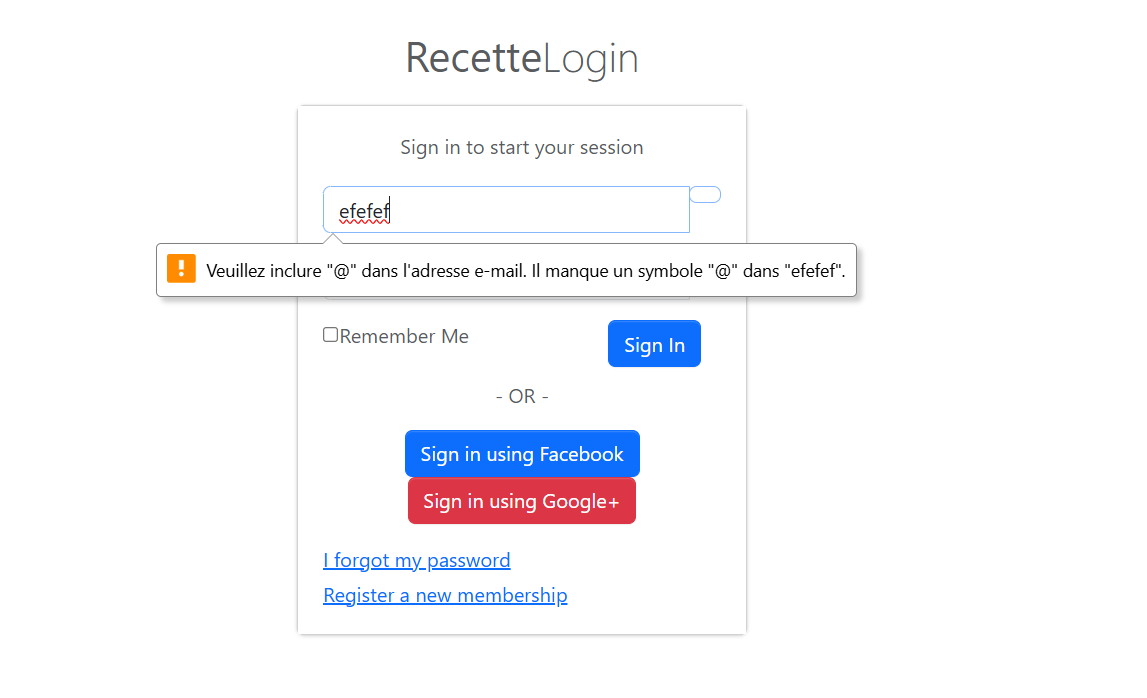 RecetteLogin
Sign in to start your session
efefef
Veuillez inclure "@" dans l'adresse e-mail. Il manque un symbole "@" dans "efefef".
Remember Me
Sign In
- OR -
Sign in using Facebook
Sign in using Google+
I forgot my password
Register a new membership